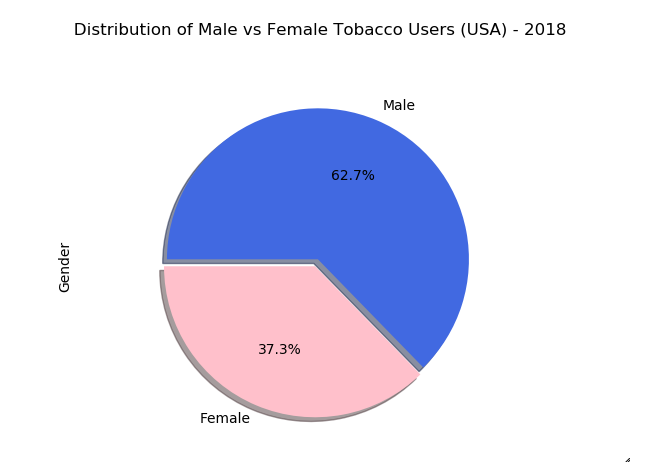 Distribution of Male vs Female Tobacco Users (USA) - 2018
Male
62.7%
Gender
37.3%
Female